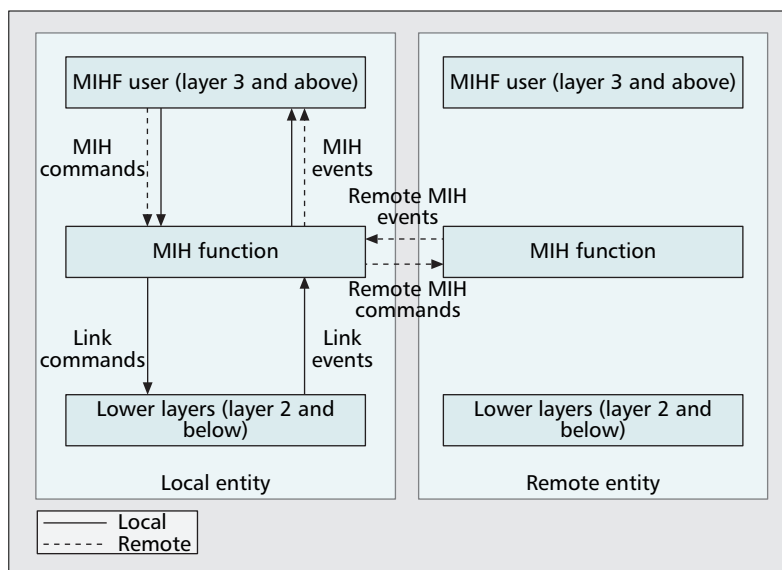 MIHF user (layer 3 and above)
MIH
commands
MIH
events
MIH function
Link
commands
Link
events
Lower layers (layer 2 and
below)
Local entity
Remote MIH
events
Remote MIH
commands
MIHF user (layer 3 and above)
MIH function
Lower layers (layer 2 and
below)
Remote entity
Local
Remote